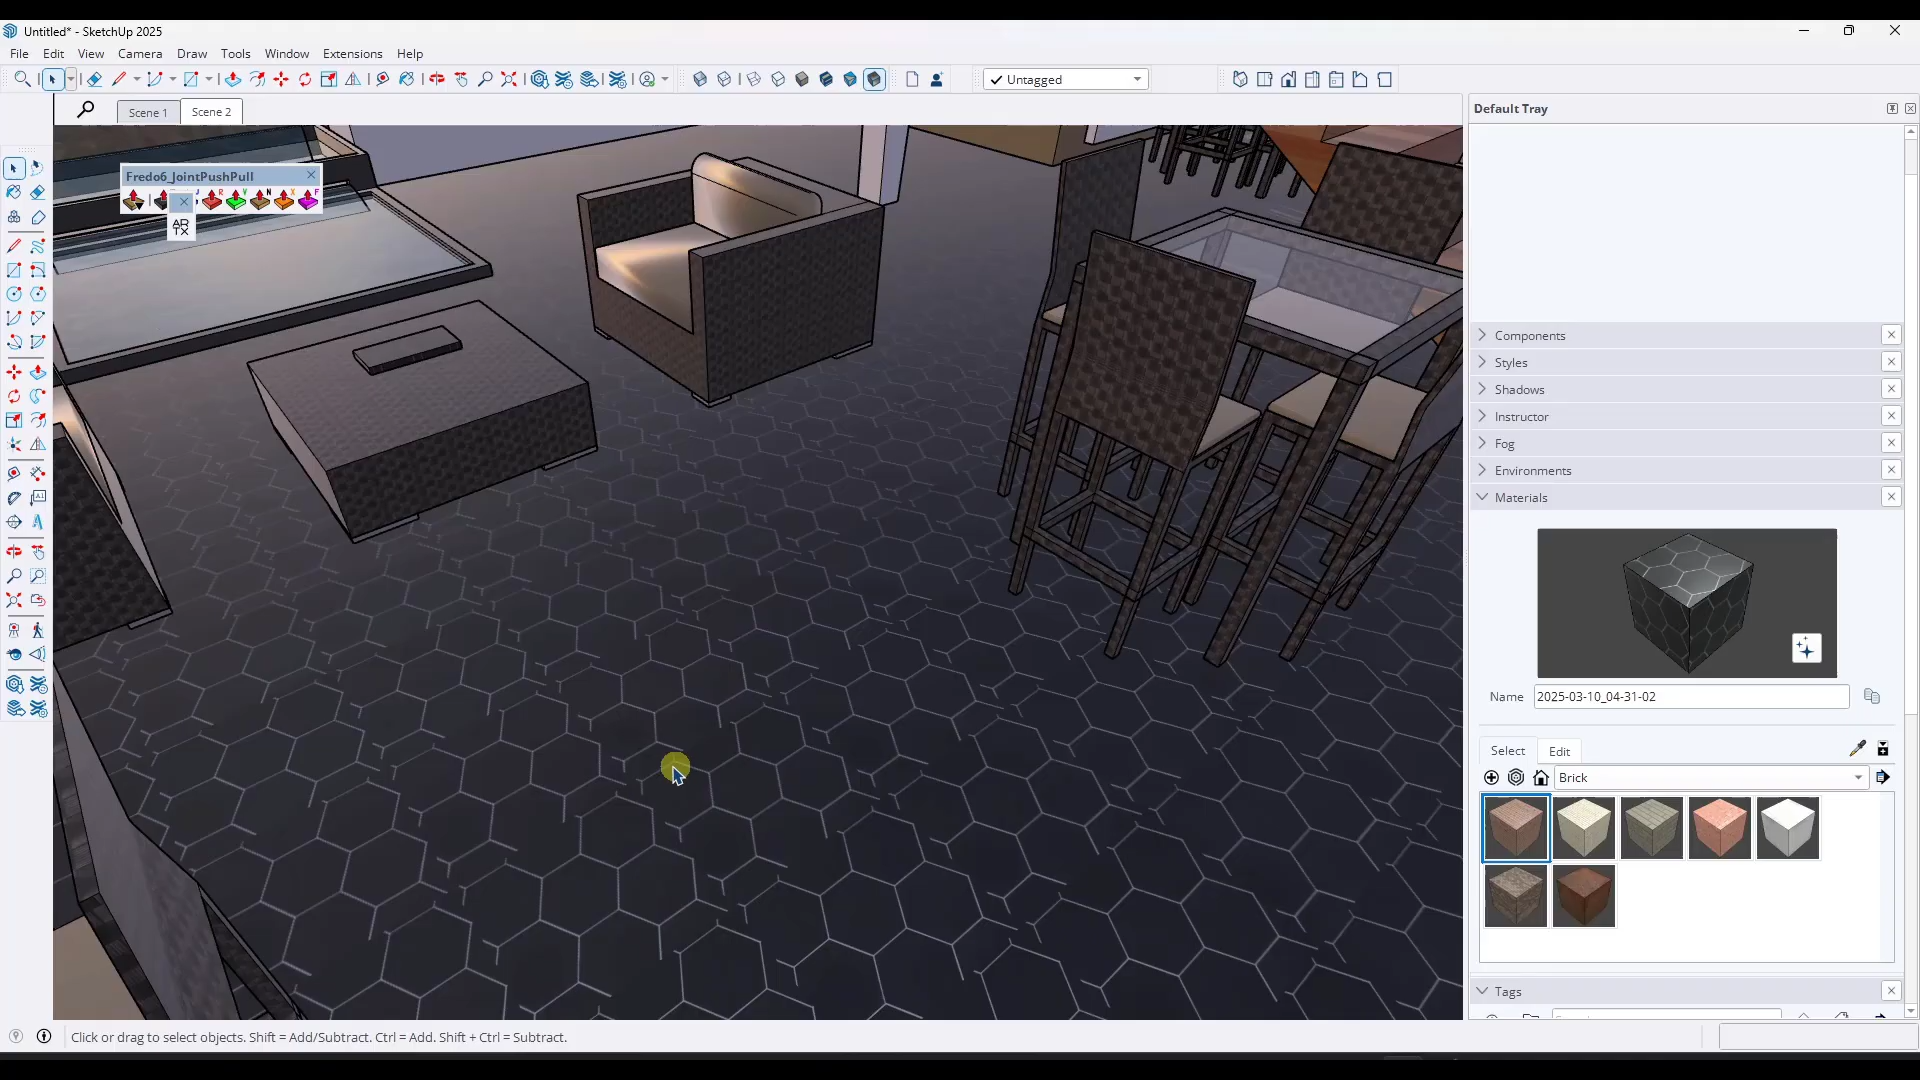 Untitled* - SketchUp 2025
File Edit View Camera Draw Tools Window Extensions Help
Untagged
Scene 1 Scene 2
Default Tray
Fredo6_JointPushPull
J R V N X F
AR
TX
Components
Styles
Shadows
Instructor
Fog
Environments
Materials
Name 2025-03-10_04-31-02
Select Edit
Brick
Tags
Click or drag to select objects. Shift = Add/Subtract. Ctrl = Add. Shift + Ctrl = Subtract.